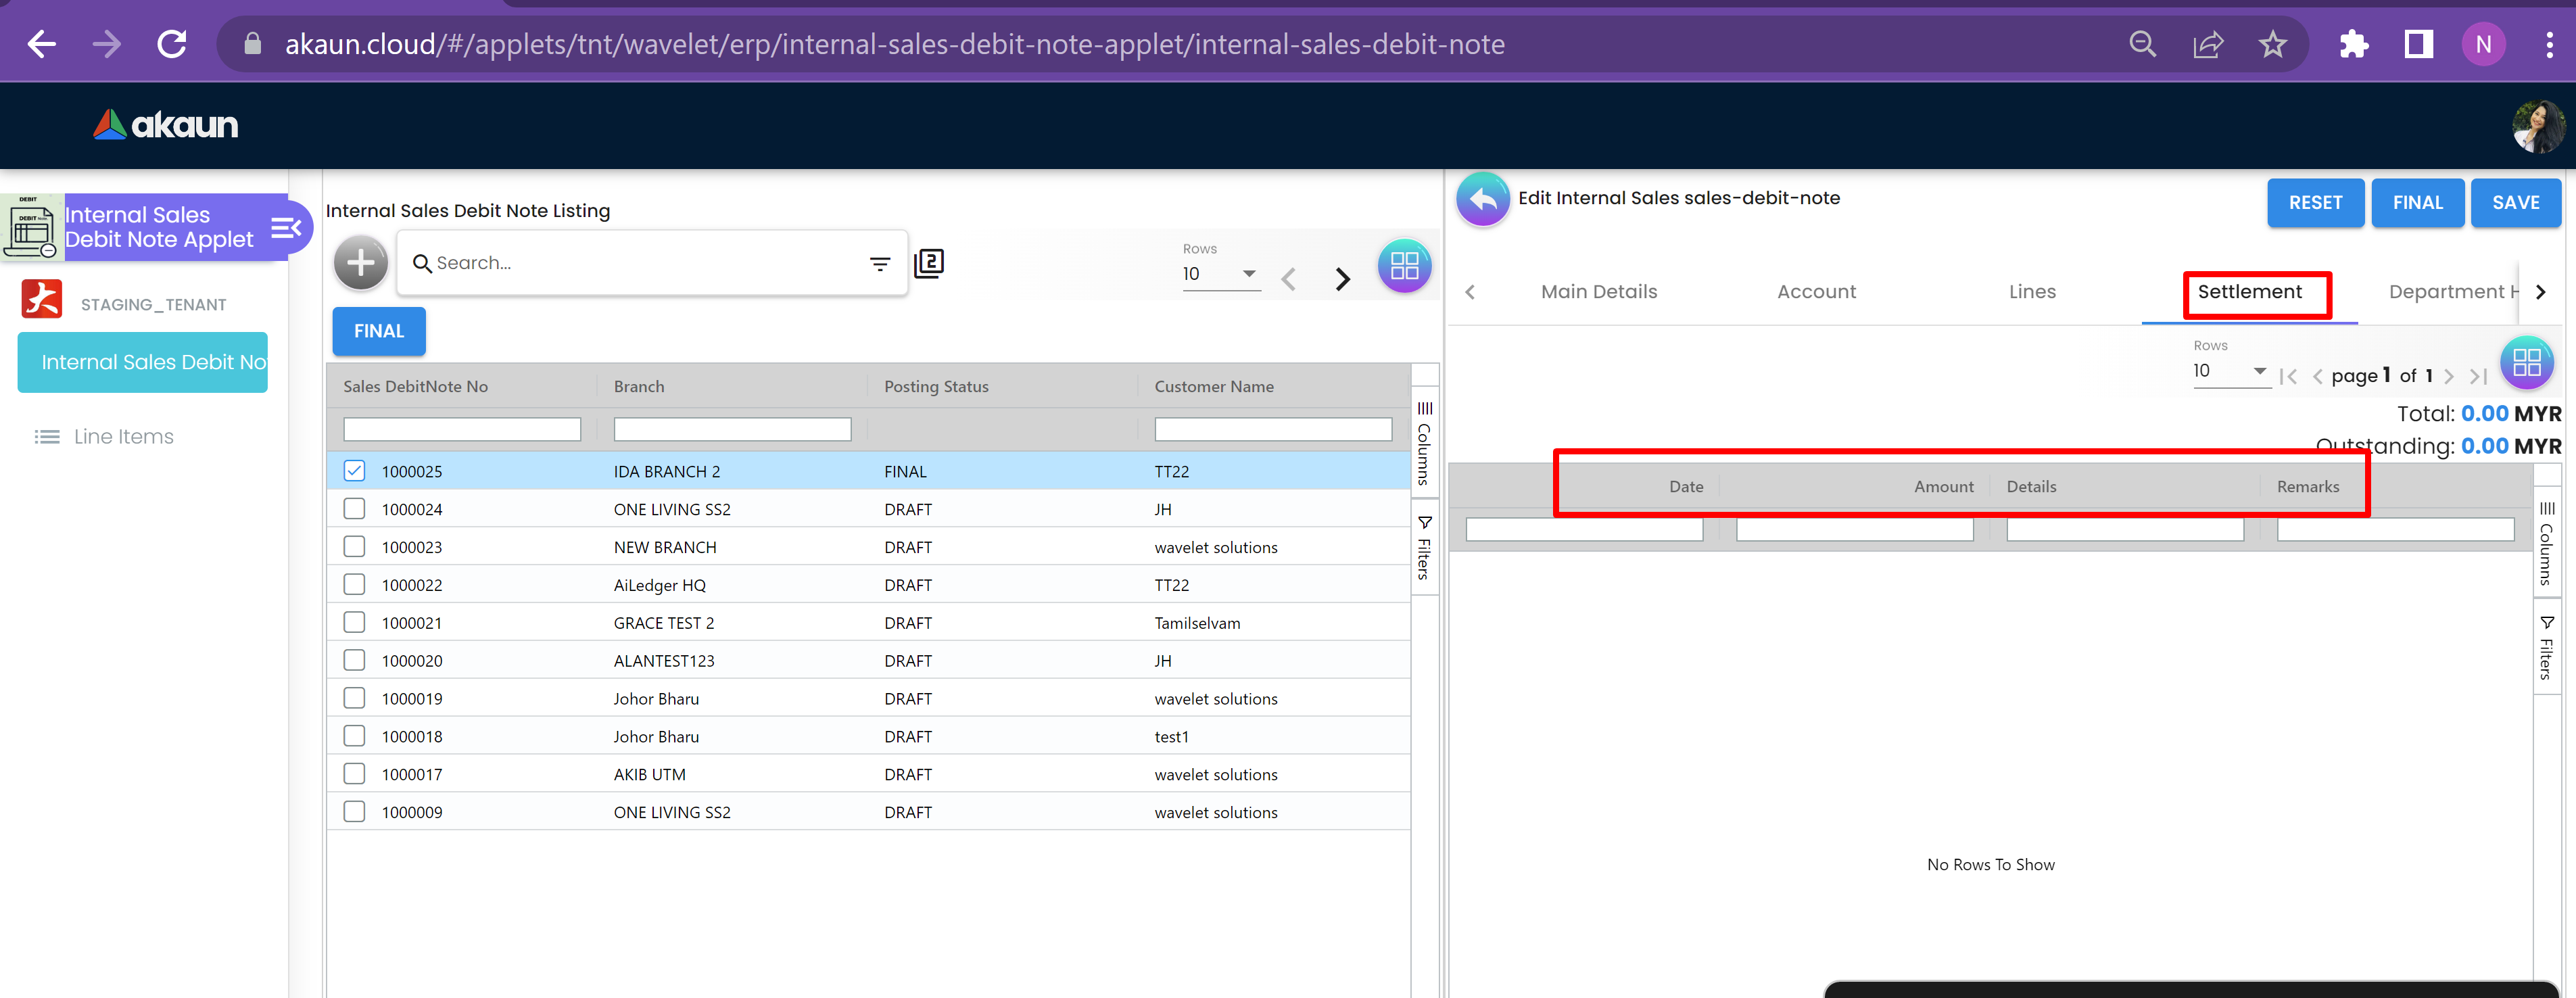 akaun.cloud/#/applets/tnt/wavelet/erp/internal-sales-debit-note-applet/internal-sales-debit-note
N
akaun
DEBIT
Internal Sales
Debit Note Applet
STAGING_TENANT
Internal Sales Debit No
Line Items
Internal Sales Debit Note Listing
Search...
2
Rows
10
FINAL
Sales DebitNote No Branch Posting Status Customer Name
1000025 IDA BRANCH 2 FINAL TT22
1000024 ONE LIVING SS2 DRAFT JH
1000023 NEW BRANCH DRAFT wavelet solutions
1000022 AiLedger HQ DRAFT TT22
1000021 GRACE TEST 2 DRAFT Tamilselvam
1000020 ALANTEST123 DRAFT JH
1000019 Johor Bharu DRAFT wavelet solutions
1000018 Johor Bharu DRAFT test1
1000017 AKIB UTM DRAFT wavelet solutions
1000009 ONE LIVING SS2 DRAFT wavelet solutions
Columns
Filters
Edit Internal Sales sales-debit-note
RESET FINAL SAVE
Main Details Account Lines Settlement Department H
Rows
10
page 1 of 1
Total: 0.00 MYR
Outstanding: 0.00 MYR
Date Amount Details Remarks
No Rows To Show
Columns
Filters